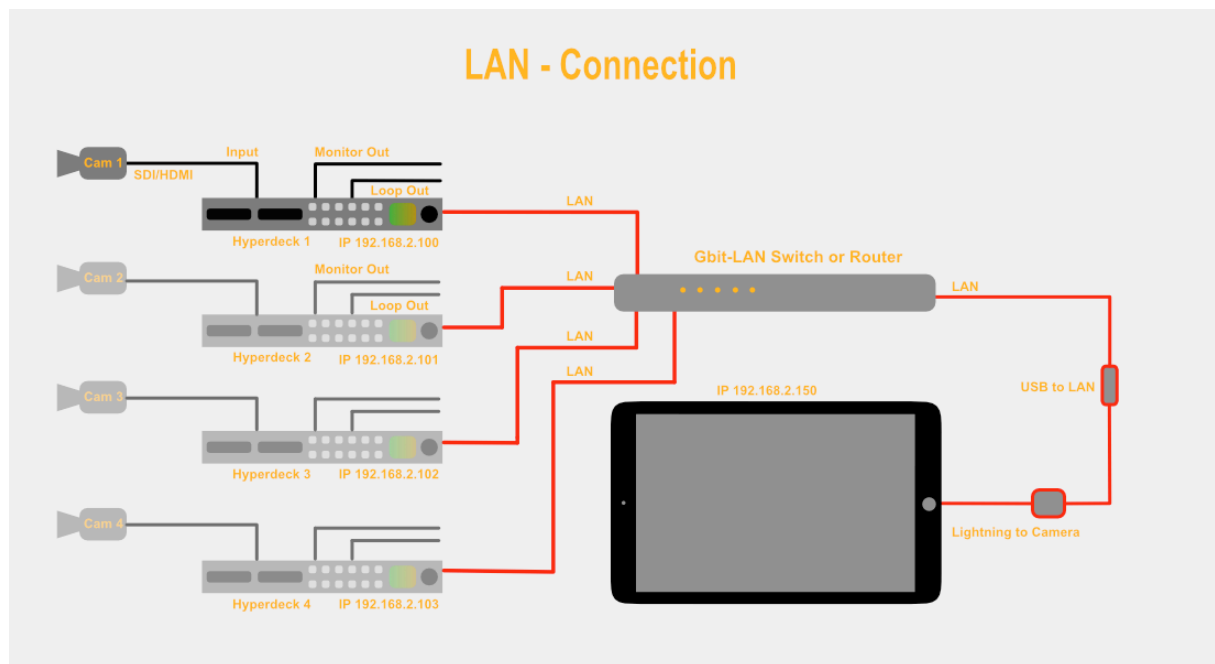 LAN - Connection
Cam 1
Input
Monitor Out
SDI/HDMI
Loop Out
LAN
Hyperdeck 1
IP 192.168.2.100
Gbit-LAN Switch or Router
Cam 2
Monitor Out
LAN
LAN
Loop Out
LAN
Hyperdeck 2
IP 192.168.2.101
LAN
Cam 3
IP 192.168.2.150
USB to LAN
Hyperdeck 3
IP 192.168.2.102
Cam 4
Lightning to Camera
Hyperdeck 4
IP 192.168.2.103